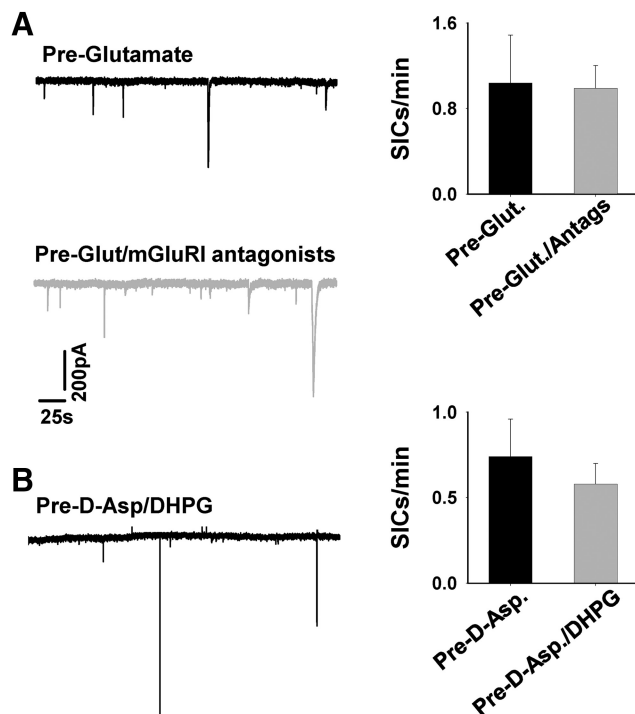 A
Pre-Glutamate
Pre-Glut/mGluRI antagonists
200pA
25s
SICs/min
1.6
0.8
0.0
Pre-Glut.
Pre-Glut./Antags
B
Pre-D-Asp/DHPG
SICs/min
1.0
0.5
0.0
Pre-D-Asp.
Pre-D-Asp./DHPG